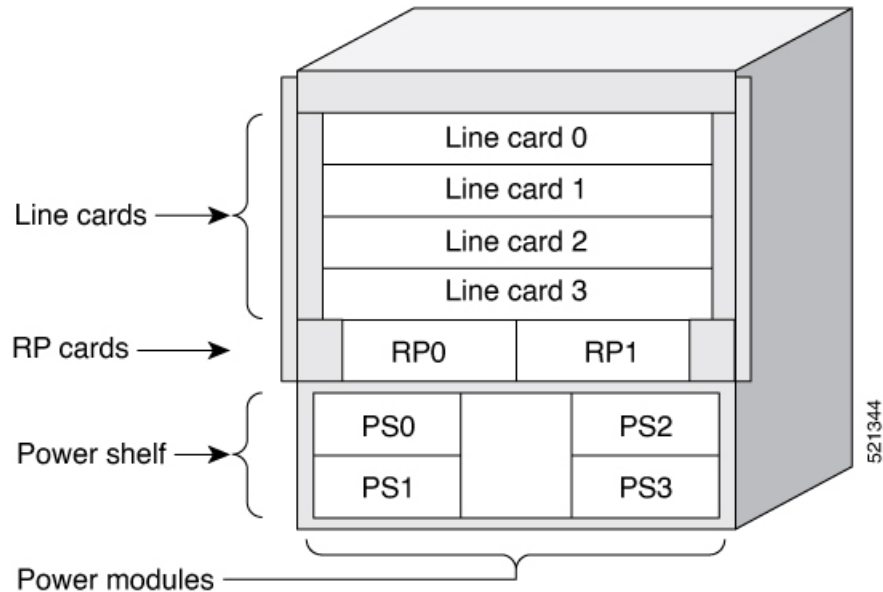 Line card 0
Line card 1
Line cards
Line card 2
Line card 3
RP cards
RP0
RP1
PS0
PS2
Power shelf
PS1
PS3
521344
Power modules